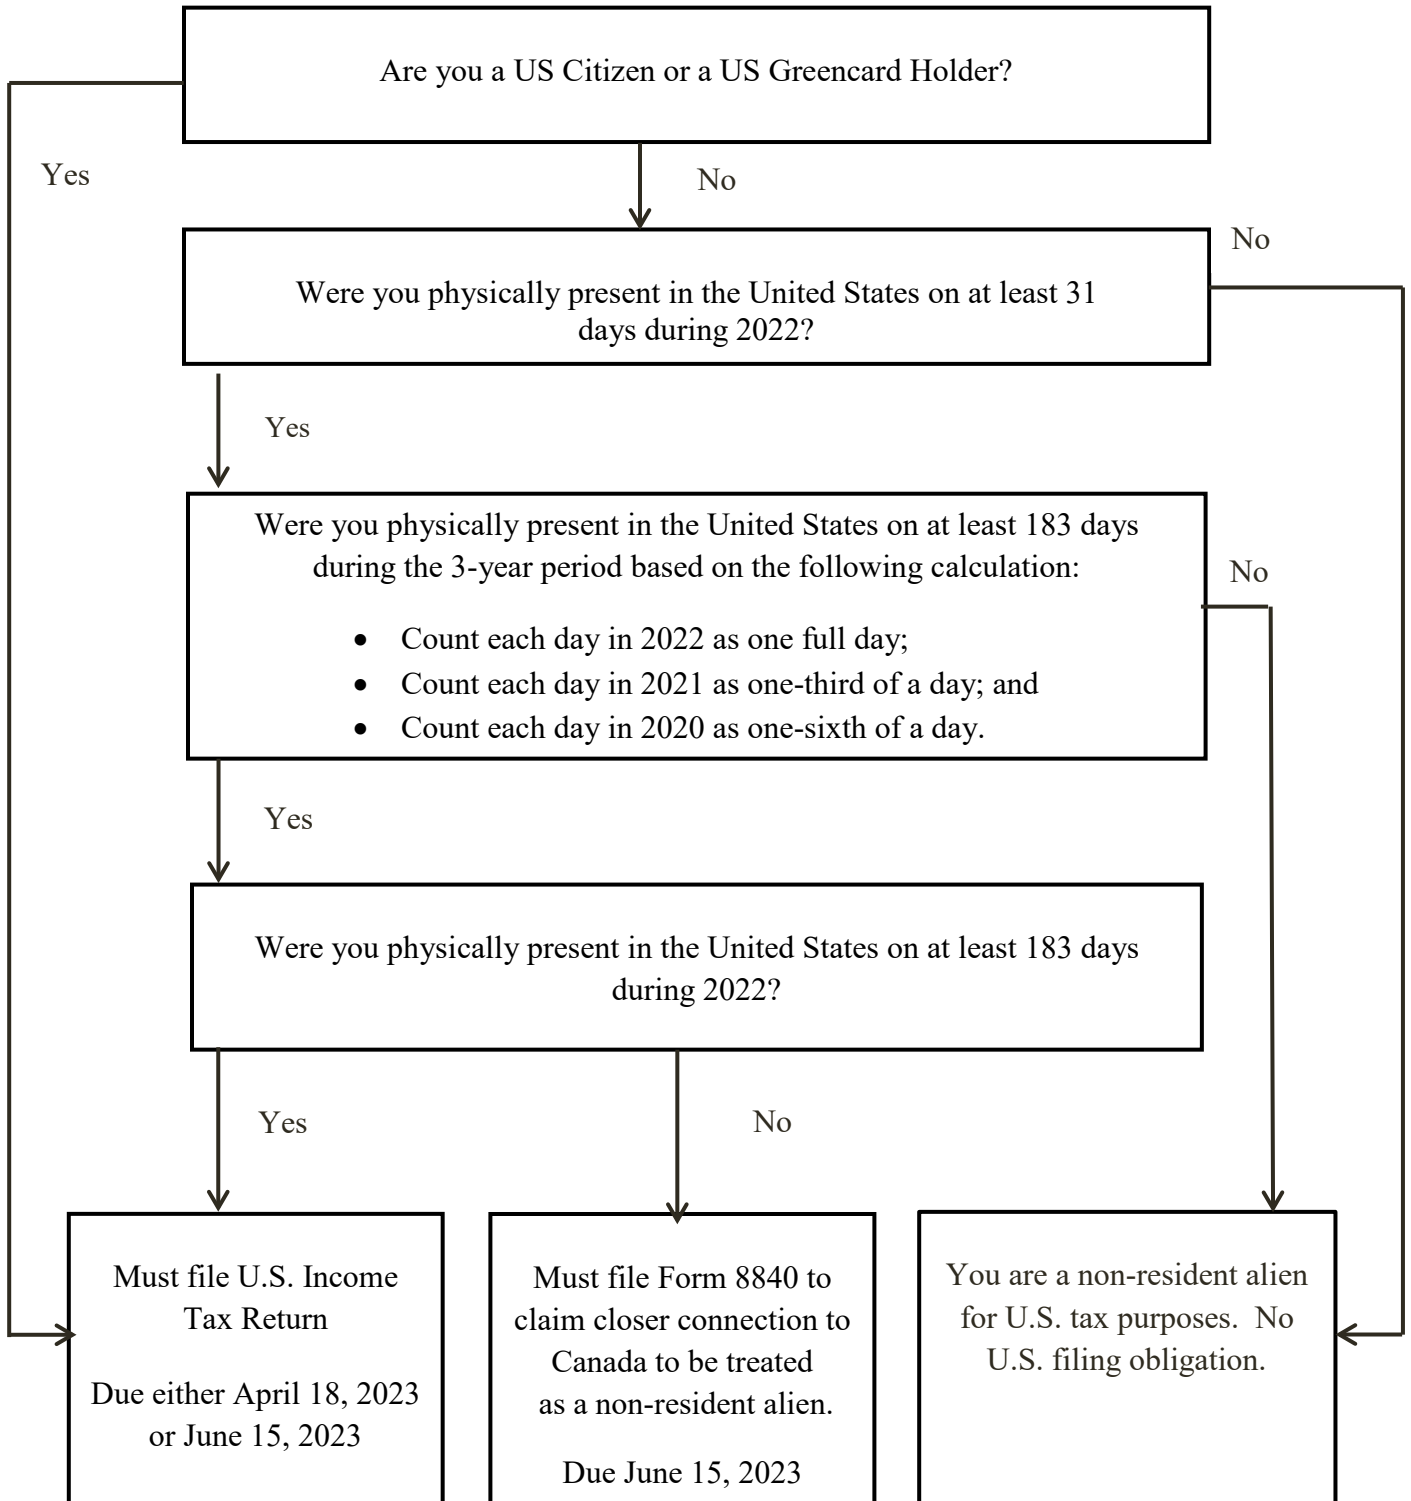 Are you a US Citizen or a US Greencard Holder?
Yes
No
No
Were you physically present in the United States on at least 31
days during 2022?
Yes
Were you physically present in the United States on at least 183 days
during the 3-year period based on the following calculation:
No
• Count each day in 2022 as one full day;
• Count each day in 2021 as one-third of a day; and
• Count each day in 2020 as one-sixth of a day.
Yes
Were you physically present in the United States on at least 183 days
during 2022?
Yes
No
Must file U.S. Income
Tax Return
Due either April 18, 2023
or June 15, 2023
Must file Form 8840 to
claim closer connection to
Canada to be treated
as a non-resident alien.
Due June 15, 2023
You are a non-resident alien
for U.S. tax purposes. No
U.S. filing obligation.